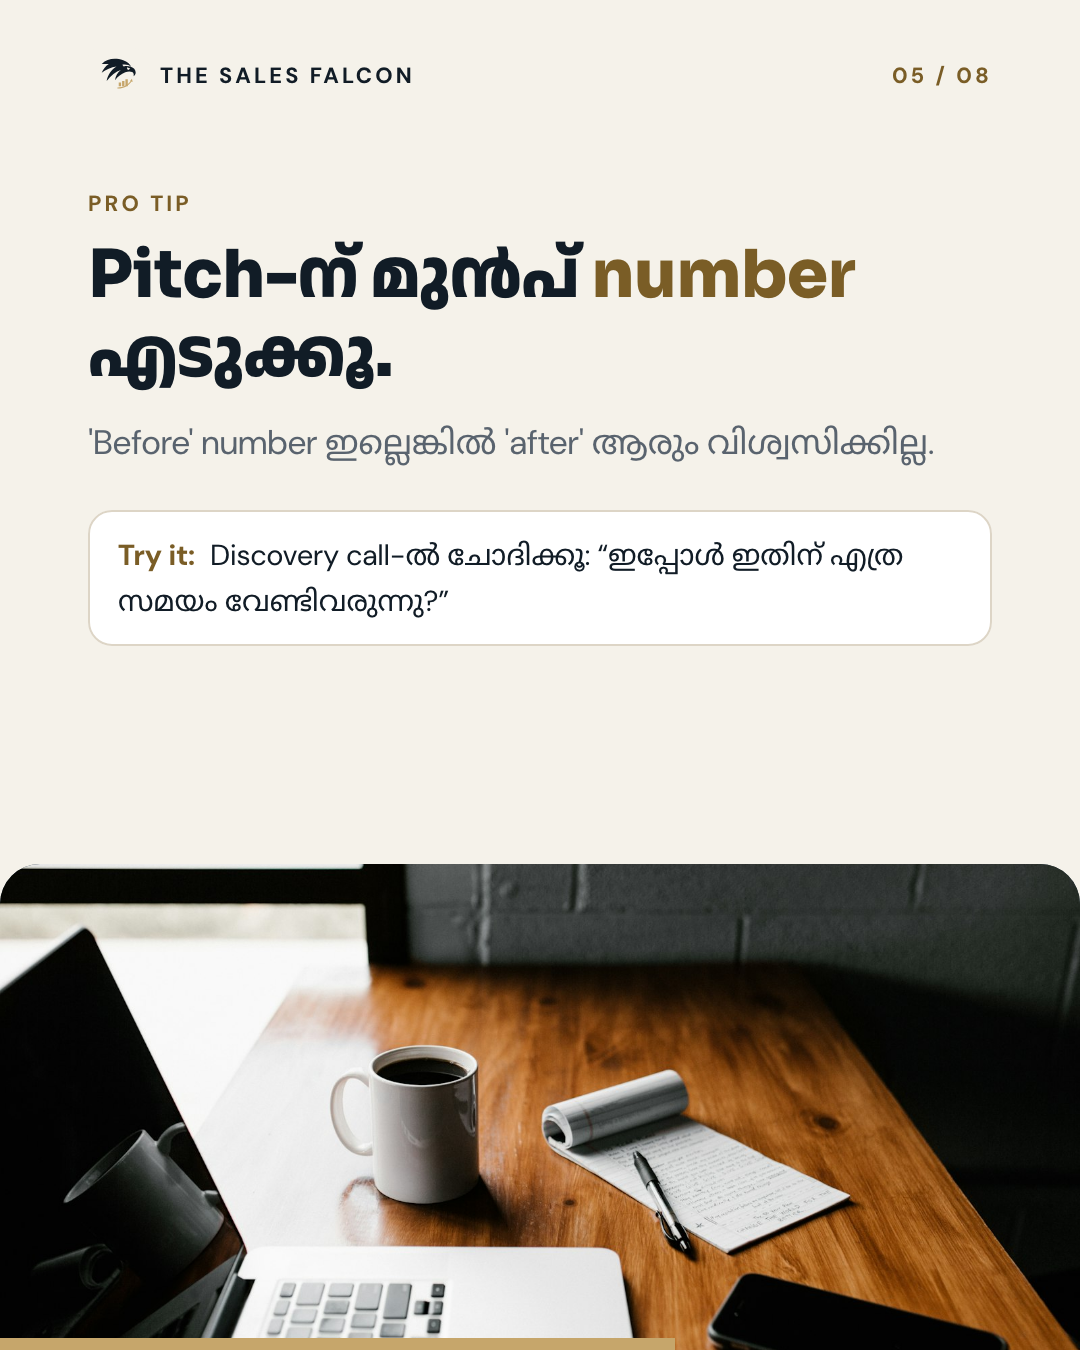 THE SALES FALCON
05 / 08
PRO TIP
Pitch-ന് മുൻപ് number
എടുക്കൂ.
'Before' number ഇല്ലെങ്കിൽ 'after' ആരും വിശ്വസിക്കില്ല.
Try it: Discovery call-ൽ ചോദിക്കൂ: “ഇപ്പോൾ ഇതിന് എത്ര
സമയം വേണ്ടിവരുന്നു?”